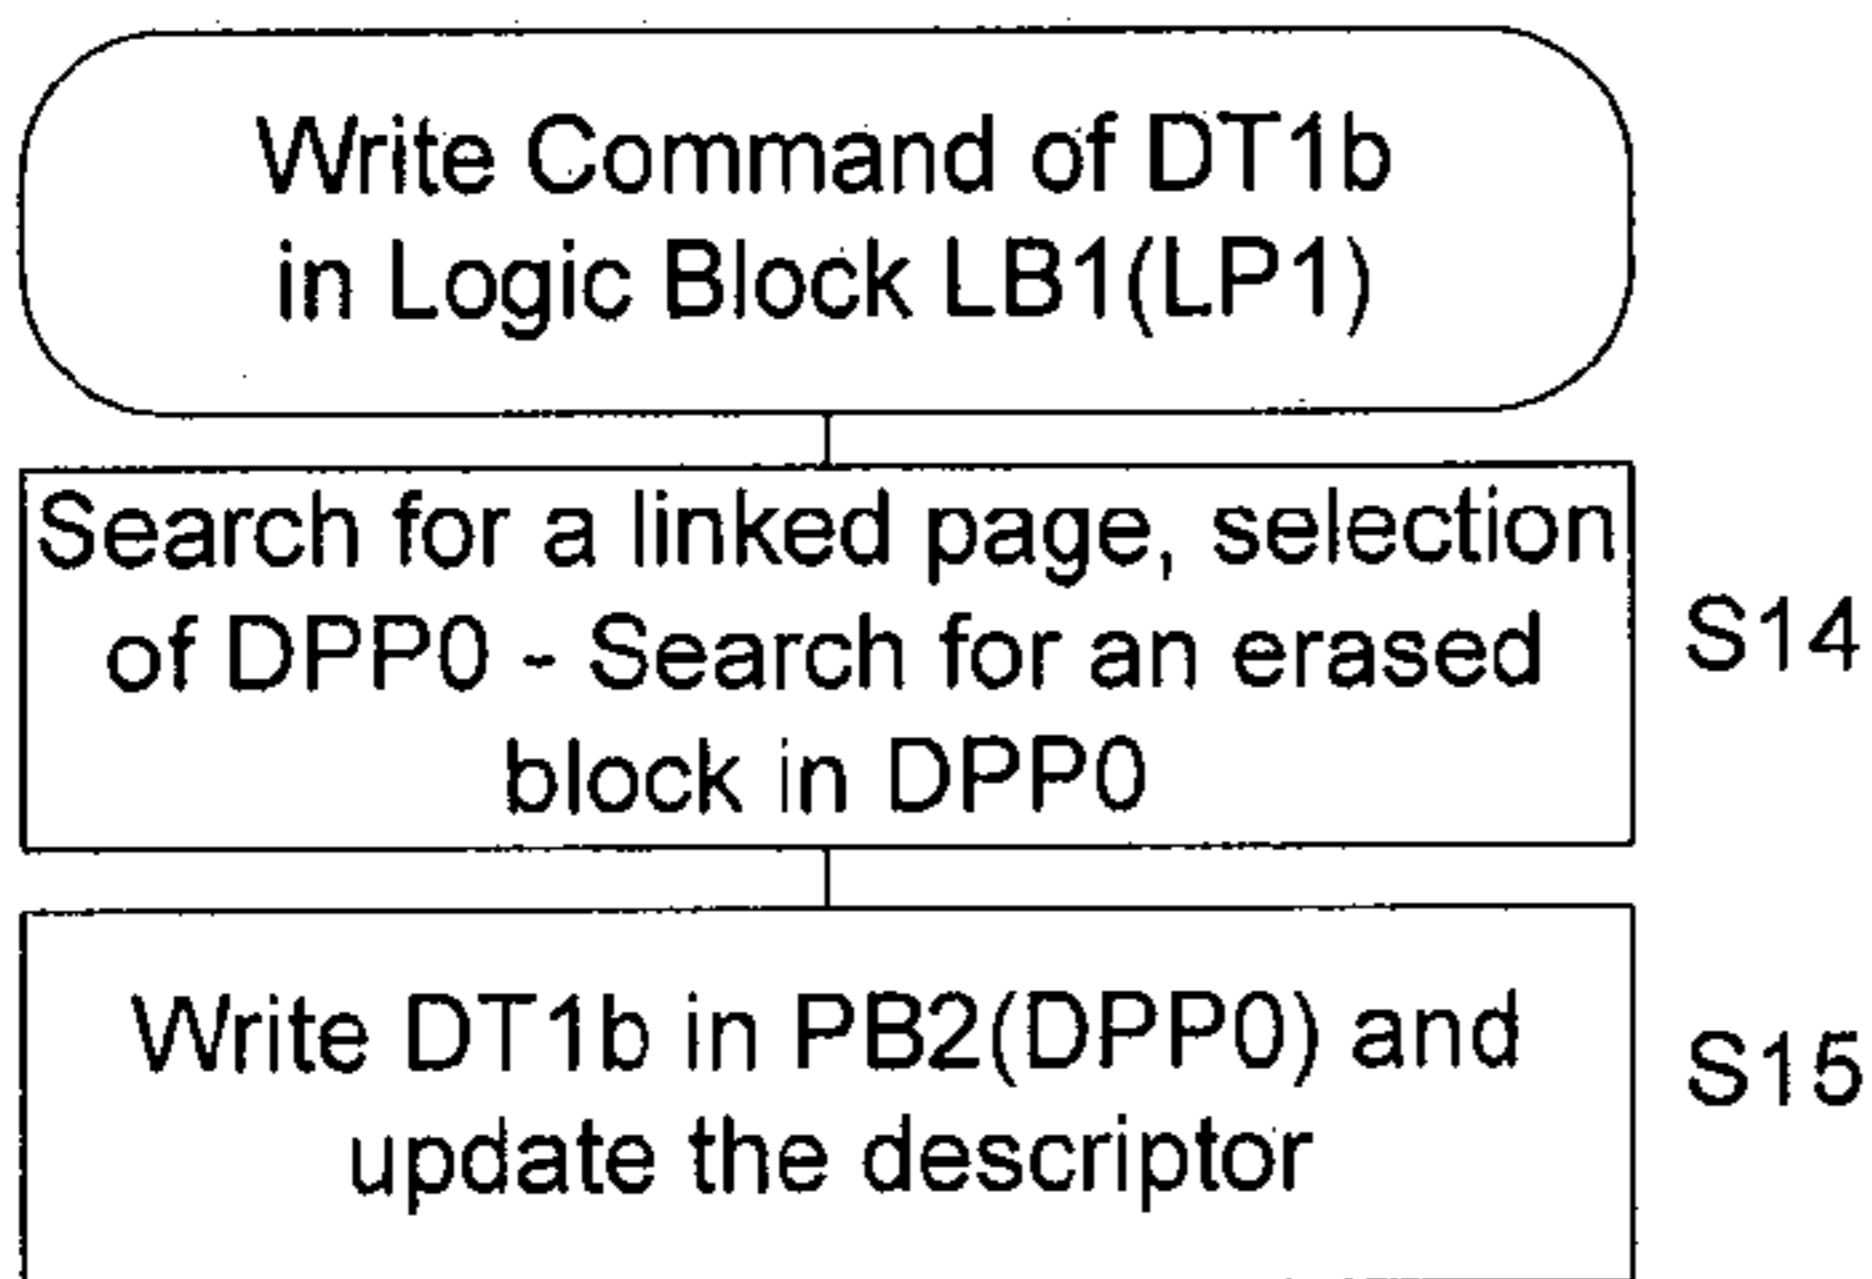 Write Command of DT1b
in Logic Block LB1(LP1)
Search for a linked page, selection
of DPP0 - Search for an erased
block in DPP0
S14
Write DT1b in PB2(DPP0) and
update the descriptor
S15